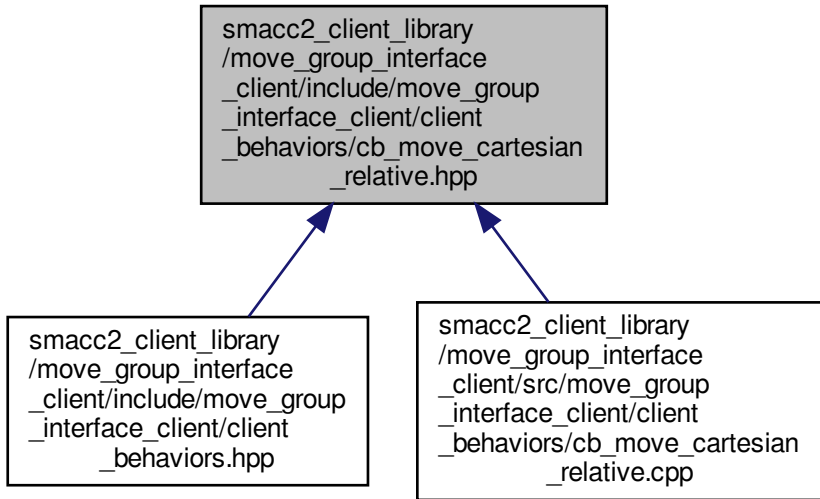 smacc2_client_library
/move_group_interface
_client/include/move_group
_interface_client/client
_behaviors/cb_move_cartesian
_relative.hpp
smacc2_client_library
/move_group_interface
_client/include/move_group
_interface_client/client
_behaviors.hpp
smacc2_client_library
/move_group_interface
_client/src/move_group
_interface_client/client
_behaviors/cb_move_cartesian
_relative.cpp